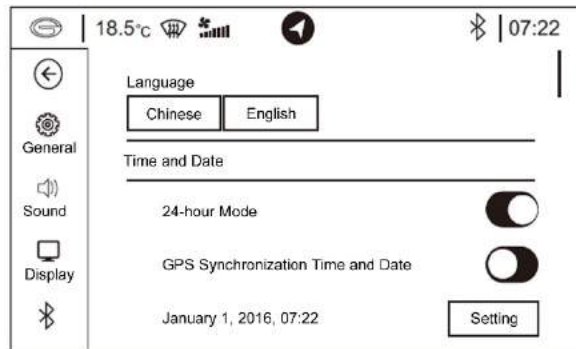 18.5°C 07:22
Language
Chinese English
General
Time and Date
Sound
24-hour Mode
GPS Synchronization Time and Date
Display
January 1, 2016, 07:22 Setting